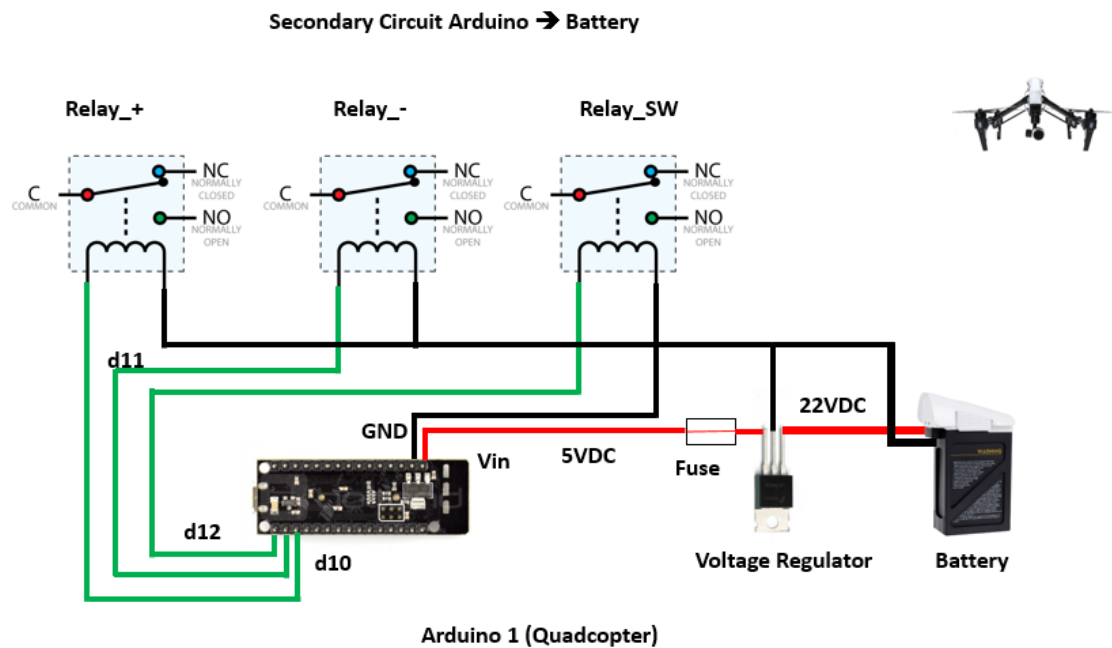 Secondary Circuit Arduino ➔ Battery
Relay_+
Relay_-
Relay_SW
C
COMMON
NC
NORMALLY
CLOSED
NO
NORMALLY
OPEN
C
COMMON
NC
NORMALLY
CLOSED
NO
NORMALLY
OPEN
C
COMMON
NC
NORMALLY
CLOSED
NO
NORMALLY
OPEN
d11
22VDC
GND
Vin
5VDC
Fuse
d12
d10
Voltage Regulator
Battery
Arduino 1 (Quadcopter)